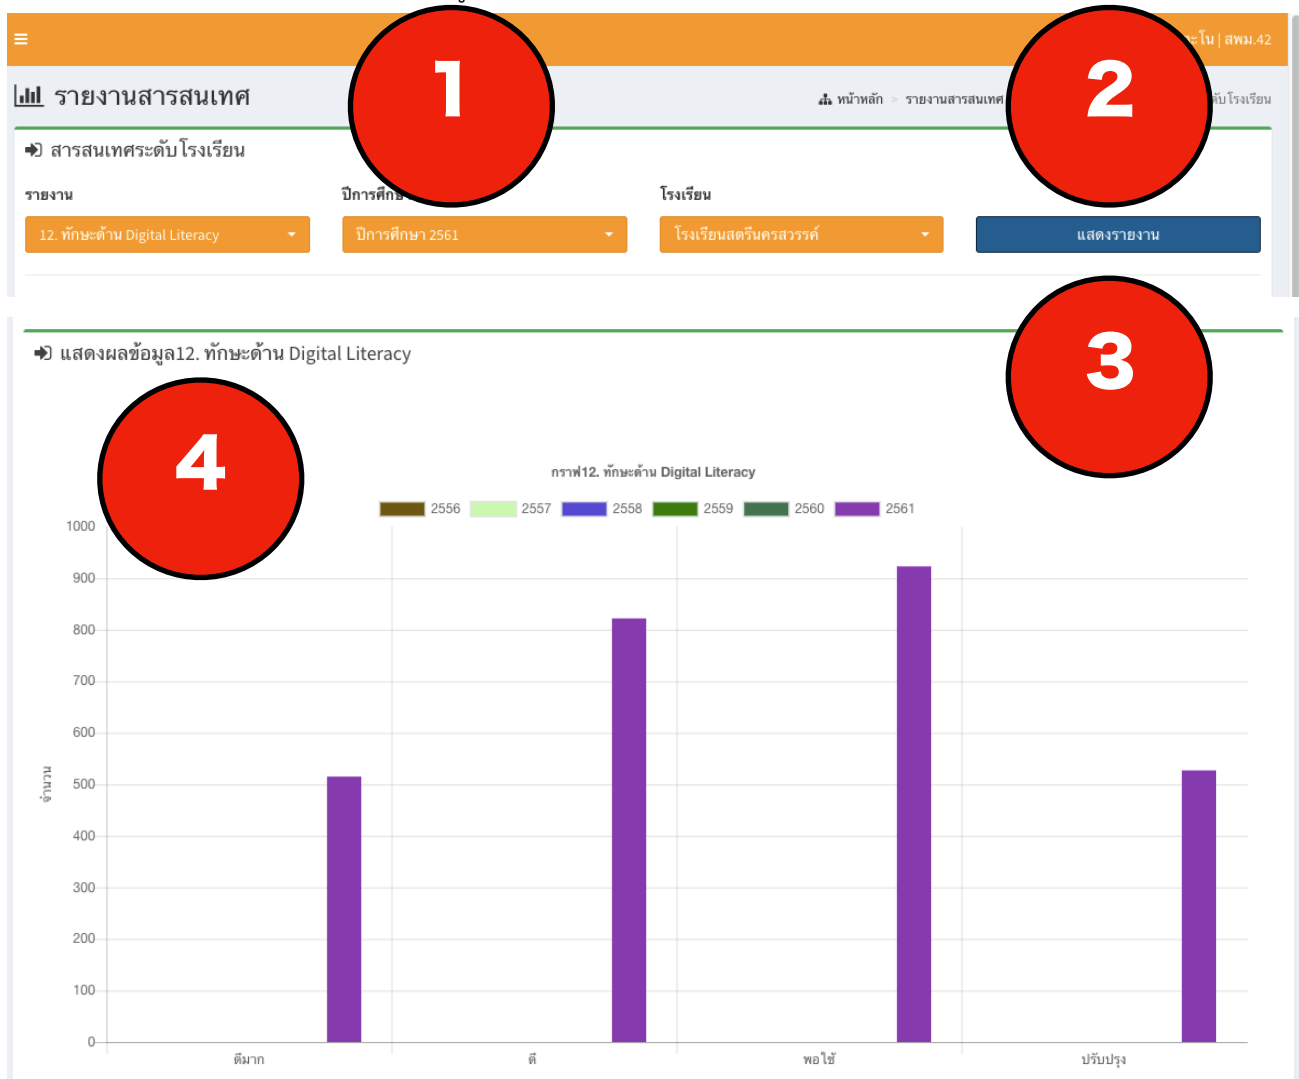 1
2
โน | สพม.42
รายงานสารสนเทศ
หน้าหลัก > รายงานสารสนเทศ
โรงเรียน
สารสนเทศระดับโรงเรียน
รายงาน
โรงเรียน
12. ทักษะด้าน Digital Literacy
ปีการศึกษา 2561
โรงเรียนสตรีนครสวรรค์
แสดงรายงาน
3
แสดงผลข้อมูล12. ทักษะด้าน Digital Literacy
4
กราฟ12. ทักษะด้าน Digital Literacy
2556 2557 2558 2559 2560 2561
1000
900
800
700
600
500
400
300
200
100
0
จำนวน
ดีมาก ดี พอใช้ ปรับปรุง